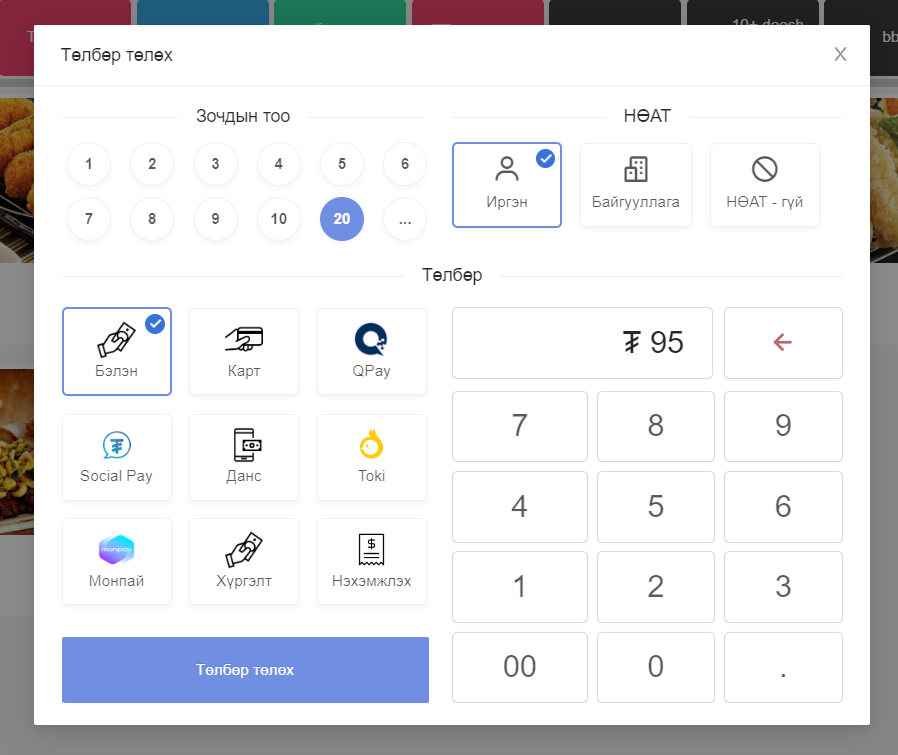 10+ deesh
bb
Төлбөр төлөх
Зочдын тоо
1 2 3 4 5 6
7 8 9 10 20 ...
НӨАТ
Иргэн
Байгууллага
НӨАТ - гүй
Төлбөр
Бэлэн
Карт
QPay
Social Pay
Данс
Toki
monpay
Монпай
Хүргэлт
Нэхэмжлэх
Төлбөр төлөх
₮ 95
7 8 9
4 5 6
1 2 3
00 0 .